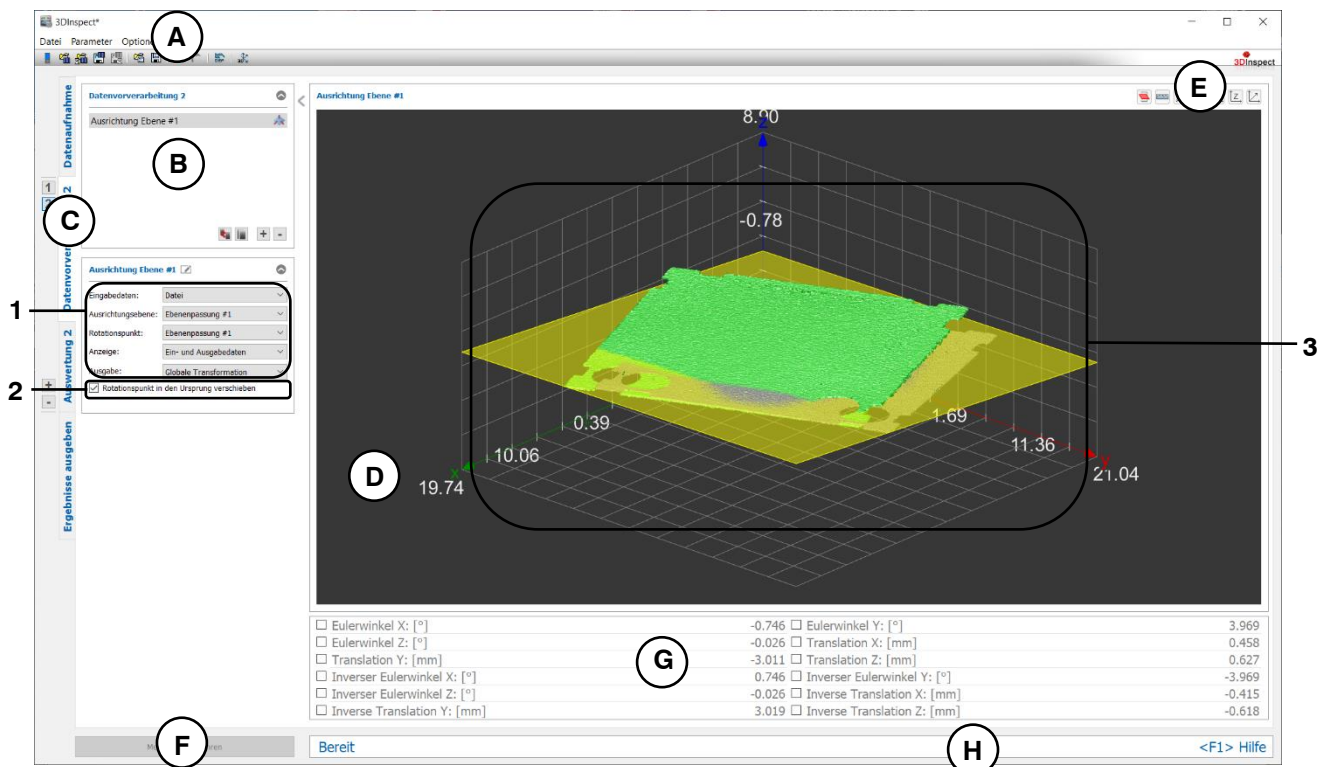 3DInspect*
Datei Parameter
A
3DInspect
E
Datenaufnahme
Datenvorverarbeitung 2
Ausrichtung Ebene #1
B
1
2
C
+ -
Ausrichtung Ebene #1
1
Eingabedaten: Datei
Ausrichtungsebene: Ebenenpassung #1
Rotationspunkt: Ebenenpassung #1
Anzeige: Ein- und Ausgabedaten
Ausgabe: Globale Transformation
2
Rotationspunkt in den Ursprung verschieben
Auswertung 2
+
-
Ergebnisse ausgeben
Ausrichtung Ebene #1
Z
8.90
Z
-0.78
3
0.39
10.06
X
19.74
1.69
11.36
Y
21.04
D
Eulerwinkel X: [°] -0.746 Eulerwinkel Y: [°] 3.969
Eulerwinkel Z: [°] -0.026 Translation X: [mm] 0.458
Translation Y: [mm] -3.011 Translation Z: [mm] 0.627
G
Inverser Eulerwinkel X: [°] 0.746 Inverser Eulerwinkel Y: [°] -3.969
Inverser Eulerwinkel Z: [°] -0.026 Inverse Translation X: [mm] -0.415
Inverse Translation Y: [mm] 3.019 Inverse Translation Z: [mm] -0.618
F
Bereit
H
<F1> Hilfe